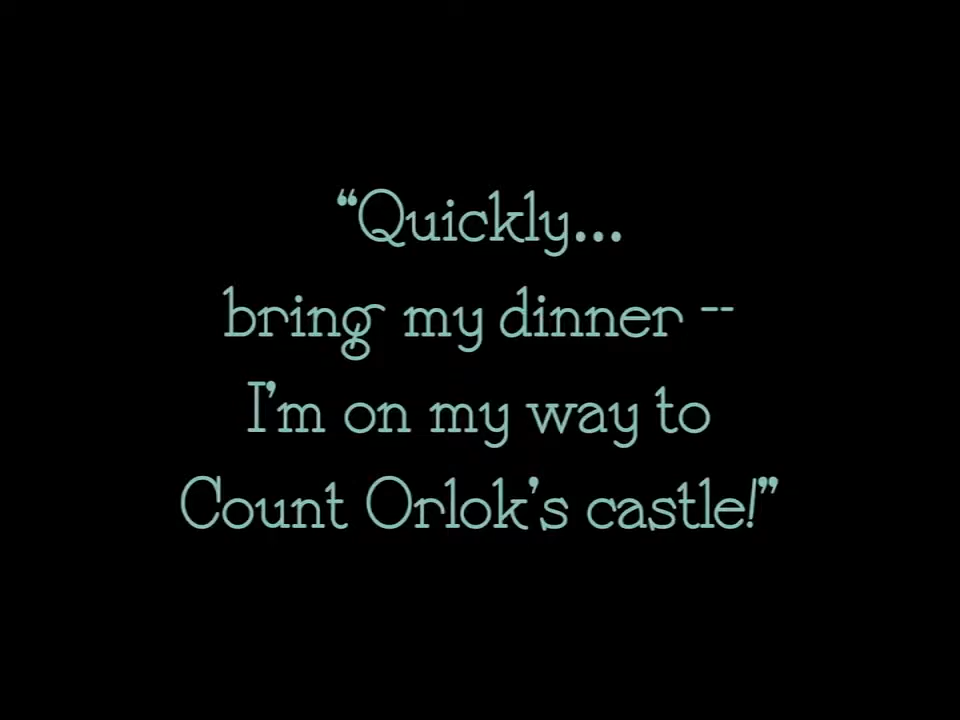 “Quickly...
bring my dinner --
I’m on my way to
Count Orlok’s castle!”